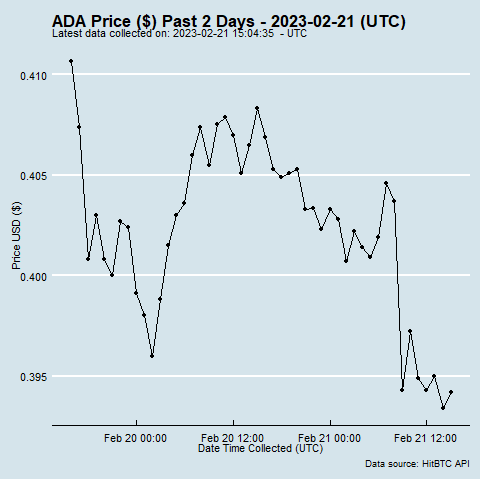 ADA Price ($) Past 2 Days - 2023-02-21 (UTC)
Latest data collected on: 2023-02-21 15:04:35 - UTC
0.410
0.405
0.400
0.395
Price USD ($)
Feb 20 00:00 Feb 20 12:00 Feb 21 00:00 Feb 21 12:00
Date Time Collected (UTC)
Data source: HitBTC API